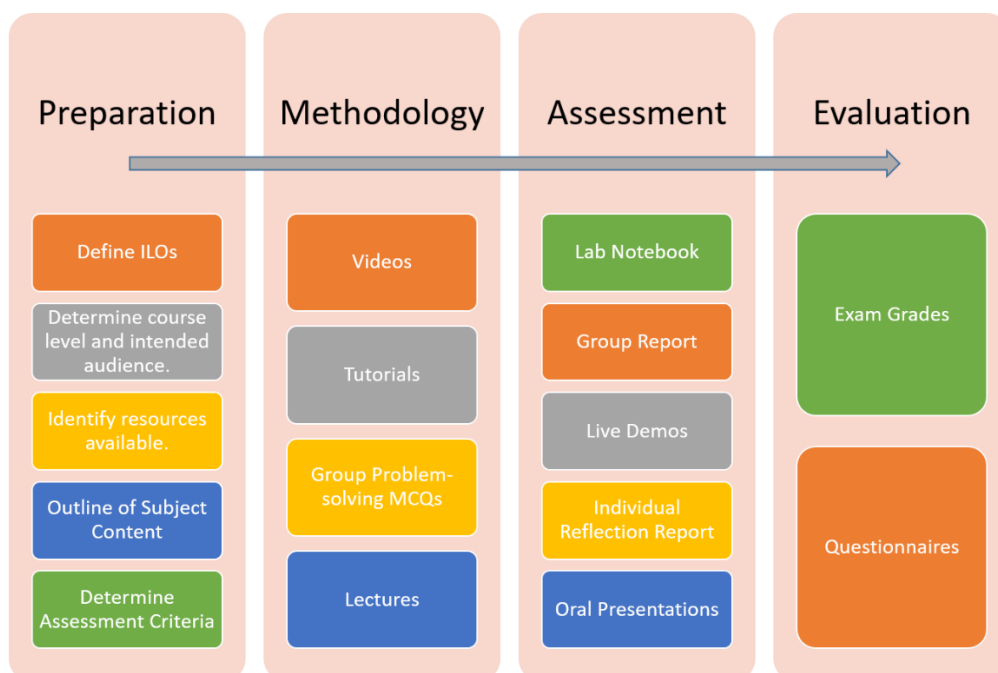 Preparation
Methodology
Assessment
Evaluation
Define ILOs
Determine course
level and intended
audience.
Identify resources
available.
Outline of Subject
Content
Determine
Assessment Criteria
Videos
Tutorials
Group Problem-
solving MCQs
Lectures
Lab Notebook
Group Report
Live Demos
Individual
Reflection Report
Oral Presentations
Exam Grades
Questionnaires